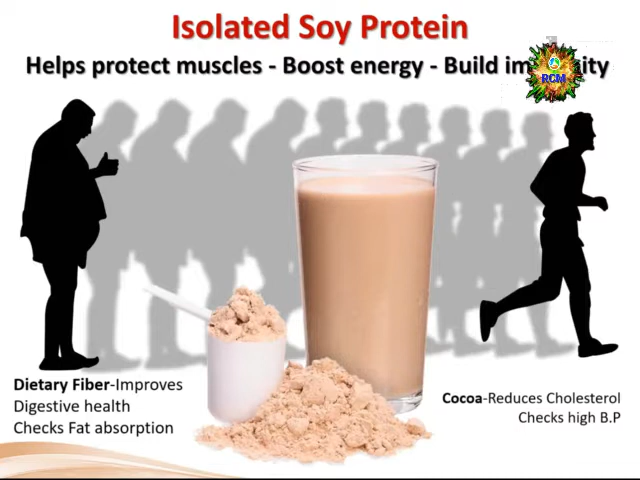 Isolated Soy Protein
Helps protect muscles - Boost energy - Build
RCM
Dietary Fiber-Improves
Digestive health
Checks Fat absorption
Cocoa-Reduces Cholesterol
Checks high B.P